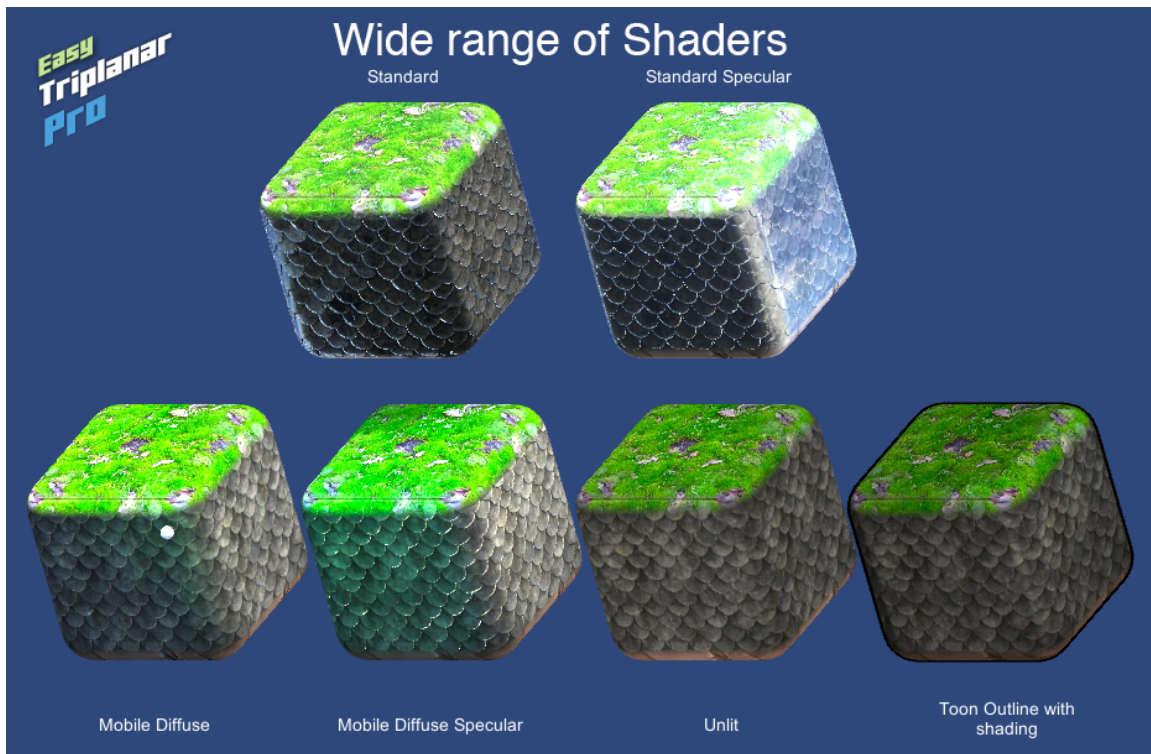 Easy
Triplanar
Pro
Wide range of Shaders
Standard
Standard Specular
Mobile Diffuse
Mobile Diffuse Specular
Unlit
Toon Outline with
shading